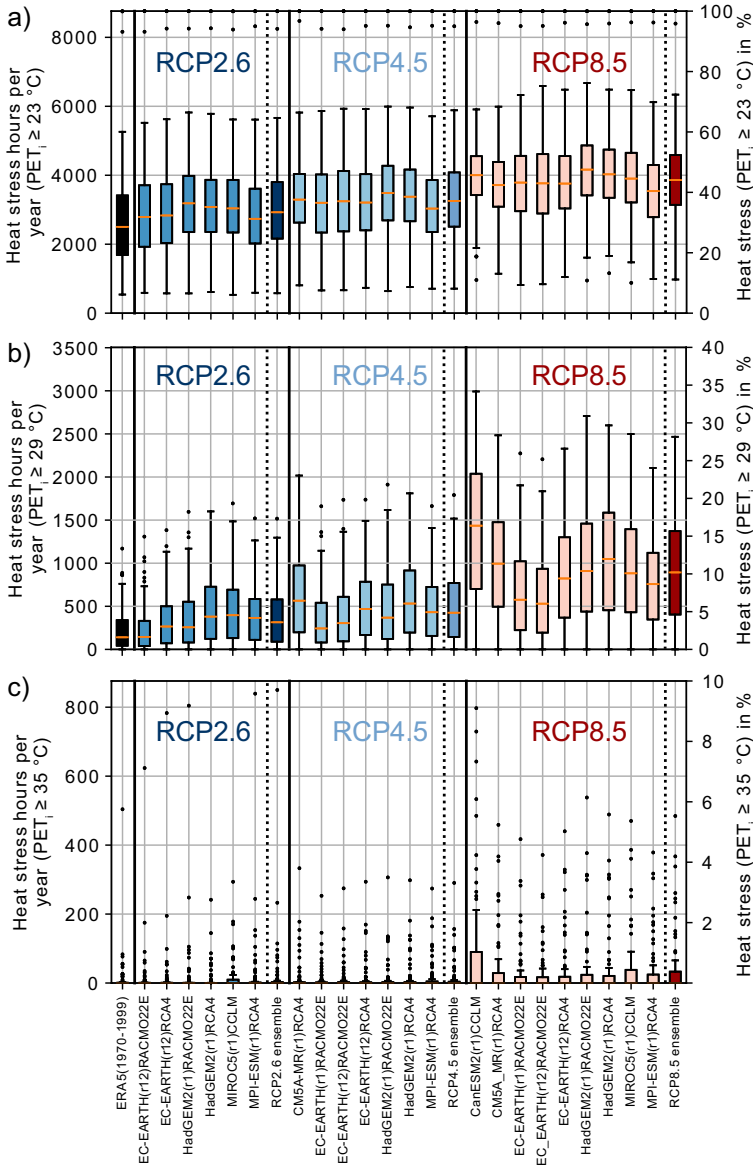 a)
RCP2.6
RCP4.5
RCP8.5
Heat stress hours per
year (PETᵢ ≥ 23 °C)
8000
6000
4000
2000
0
100
80
60
40
20
0
Heat stress (PETᵢ ≥ 23 °C) in %
b)
RCP2.6
RCP4.5
RCP8.5
Heat stress hours per
year (PETᵢ ≥ 29 °C)
3500
3000
2500
2000
1500
1000
500
0
40
35
30
25
20
15
10
5
0
Heat stress (PETᵢ ≥ 29 °C) in %
c)
RCP2.6
RCP4.5
RCP8.5
Heat stress hours per
year (PETᵢ ≥ 35 °C)
800
600
400
200
0
10
8
6
4
2
Heat stress (PETᵢ ≥ 35 °C) in %
ERA5(1970-1999)
EC-EARTH(r12)RACMO22E
EC-EARTH(r12)RCA4
HadGEM2(r1)RACMO22E
HadGEM2(r1)RCA4
MIROC5(r1)CCLM
MPI-ESM(r1)RCA4
RCP2.6 ensemble
CM5A-MR(r1)RCA4
EC-EARTH(r1)RACMO22E
EC-EARTH(r12)RACMO22E
EC-EARTH(r12)RCA4
HadGEM2(r1)RACMO22E
HadGEM2(r1)RCA4
MPI-ESM(r1)RCA4
RCP4.5 ensemble
CanESM2(r1)CCLM
CM5A_MR(r1)RCA4
EC-EARTH(r1)RACMO22E
EC_EARTH(r12)RACMO22E
EC-EARTH(r12)RCA4
HadGEM2(r1)RACMO22E
HadGEM2(r1)RCA4
MIROC5(r1)CCLM
MPI-ESM(r1)RCA4
RCP8.5 ensemble